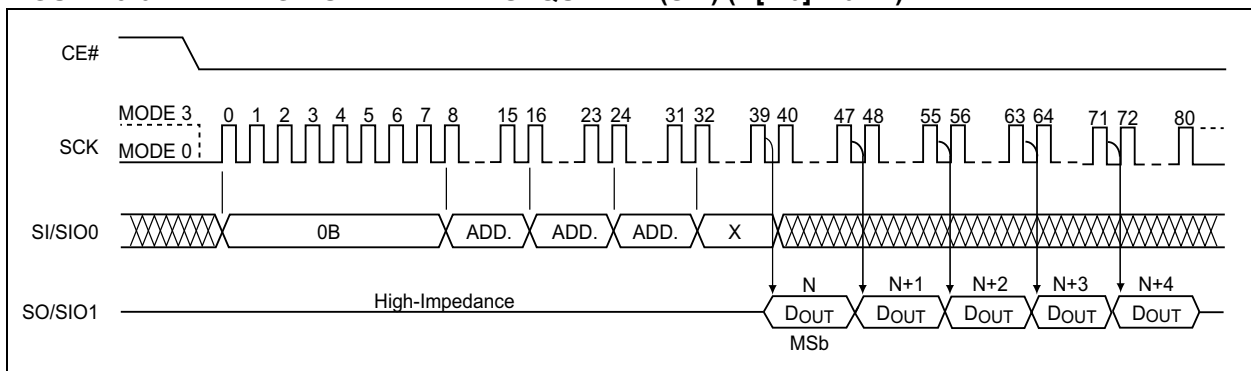 CE#
MODE 3
0 1 2 3 4 5 6 7 8 15 16 23 24 31 32 39 40 47 48 55 56 63 64 71 72 80
SCK
MODE 0
SI/SIO0
0B ADD. ADD. ADD. X
N N+1 N+2 N+3 N+4
High-Impedance
SO/SIO1
DOUT DOUT DOUT DOUT DOUT
MSb